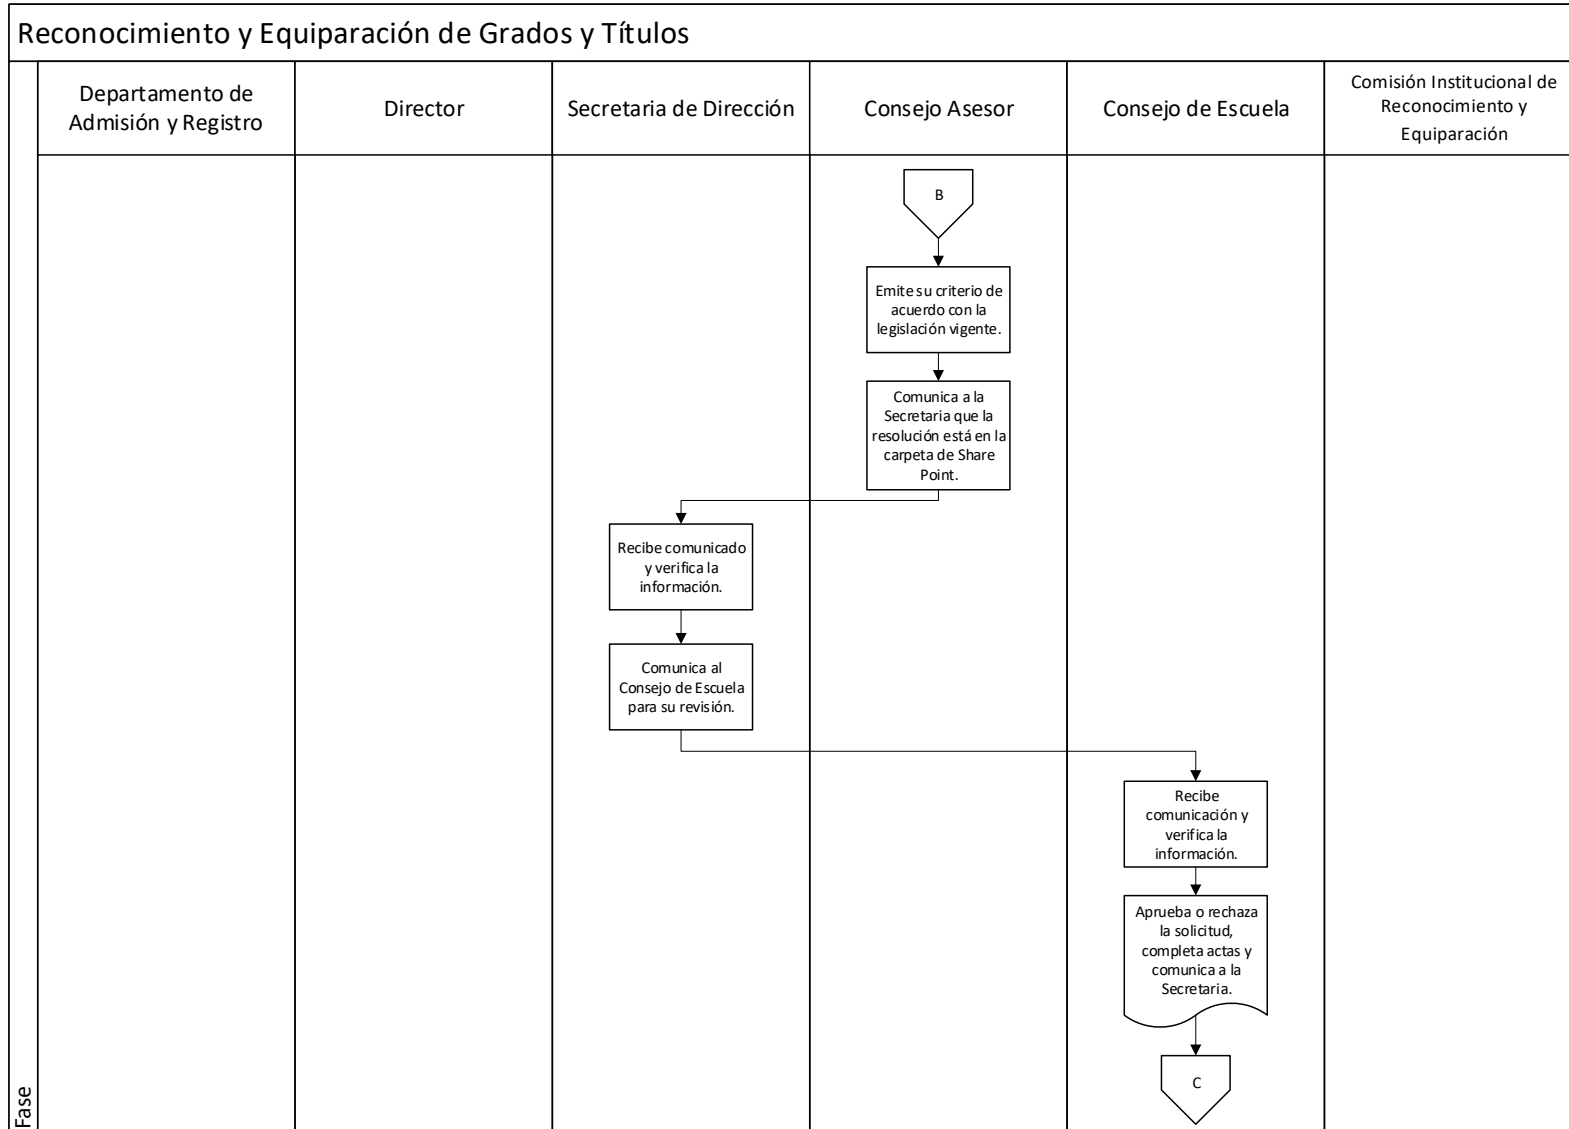 Reconocimiento y Equiparación de Grados y Títulos
Departamento de
Admisión y Registro
Director
Secretaria de Dirección
Consejo Asesor
Consejo de Escuela
Comisión Institucional de
Reconocimiento y
Equiparación
B
Emite su criterio de
acuerdo con la
legislación vigente.
Comunica a la
Secretaria que la
resolución está en la
carpeta de Share
Point.
Recibe comunicado
y verifica la
información.
Comunica al
Consejo de Escuela
para su revisión.
Recibe
comunicación y
verifica la
información.
Aprueba o rechaza
la solicitud,
completa actas y
comunica a la
Secretaria.
C
Fase